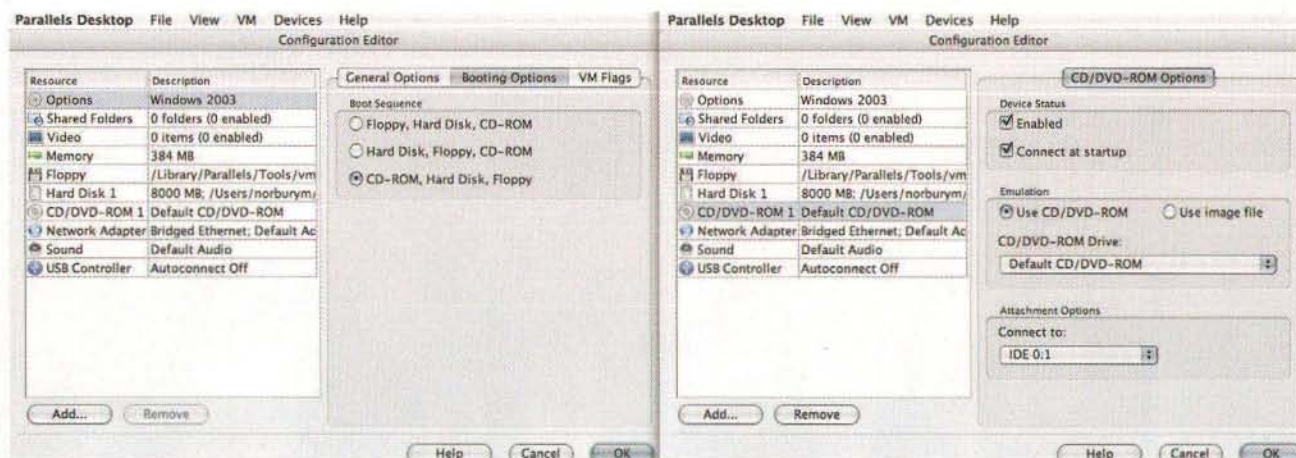 Parallels Desktop File View VM Devices Help
Configuration Editor
Resource Description
Options Windows 2003
Shared Folders 0 folders (0 enabled)
Video 0 items (0 enabled)
Memory 384 MB
Floppy /Library/Parallels/Tools/vm
Hard Disk 1 8000 MB; /Users/norburym/
CD/DVD-ROM 1 Default CD/DVD-ROM
Network Adapter Bridged Ethernet; Default Ad
Sound Default Audio
USB Controller Autoconnect Off
Add... Remove
General Options Booting Options VM Flags
Boot Sequence
Floppy, Hard Disk, CD-ROM
Hard Disk, Floppy, CD-ROM
CD-ROM, Hard Disk, Floppy
Help Cancel OK
Parallels Desktop File View VM Devices Help
Configuration Editor
Resource Description
Options Windows 2003
Shared Folders 0 folders (0 enabled)
Video 0 items (0 enabled)
Memory 384 MB
Floppy /Library/Parallels/Tools/vm
Hard Disk 1 8000 MB; /Users/norburym/
CD/DVD-ROM 1 Default CD/DVD-ROM
Network Adapter Bridged Ethernet; Default Ad
Sound Default Audio
USB Controller Autoconnect Off
Add... Remove
CD/DVD-ROM Options
Device Status
Enabled
Connect at startup
Emulation
Use CD/DVD-ROM Use image file
CD/DVD-ROM Drive:
Default CD/DVD-ROM
Attachment Options
Connect to:
IDE 0:1
Help Cancel OK